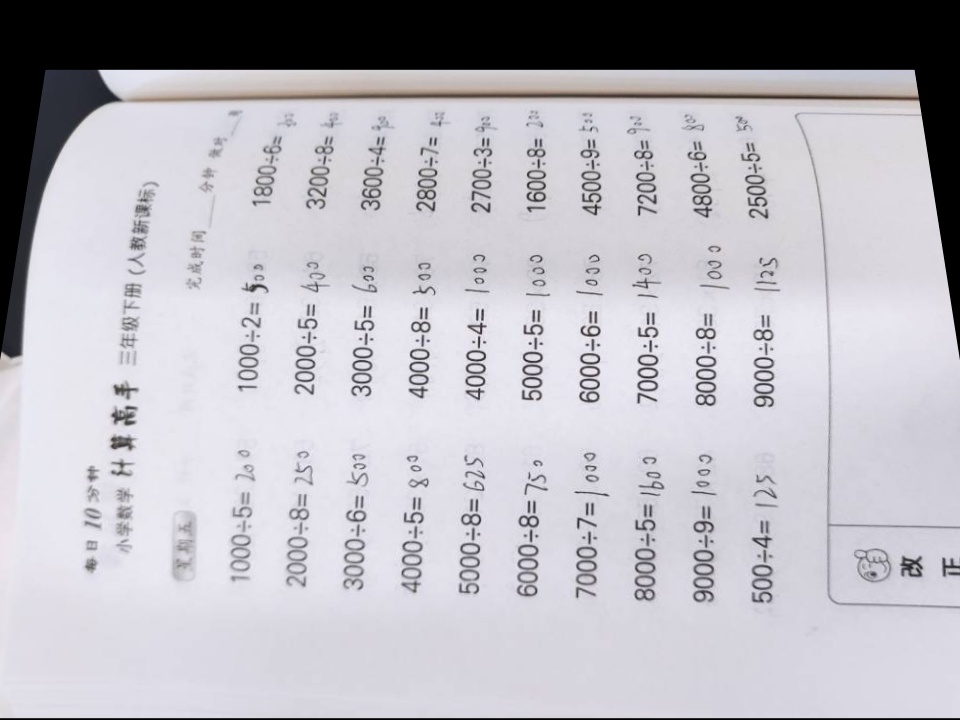 每日10分钟
小学数学 计算高手 三年级下册(人教新课标)
星期五 完成时间____分钟 做对____
1000÷5=200 1000÷2=500 1800÷6=
2000÷8=250 2000÷5=400 3200÷8=400
3000÷6=500 3000÷5=600 3600÷4=900
4000÷5=800 4000÷8=500 2800÷7=400
5000÷8=625 4000÷4=1000 2700÷3=900
6000÷8=750 5000÷5=1000 1600÷8=200
7000÷7=1000 6000÷6=1000 4500÷9=500
8000÷5=1600 7000÷5=1400 7200÷8=900
9000÷9=1000 8000÷8=1000 4800÷6=800
500÷4=125 9000÷8=1125 2500÷5=500
改
正